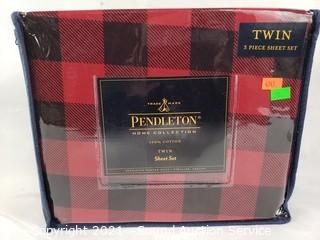 TWIN
3 PIECE SHEET SET
TRADE MARK
PENDLETON®
HOME COLLECTION
100% COTTON
TWIN
Sheet Set
Copyright 2021 - Sound Auction Service